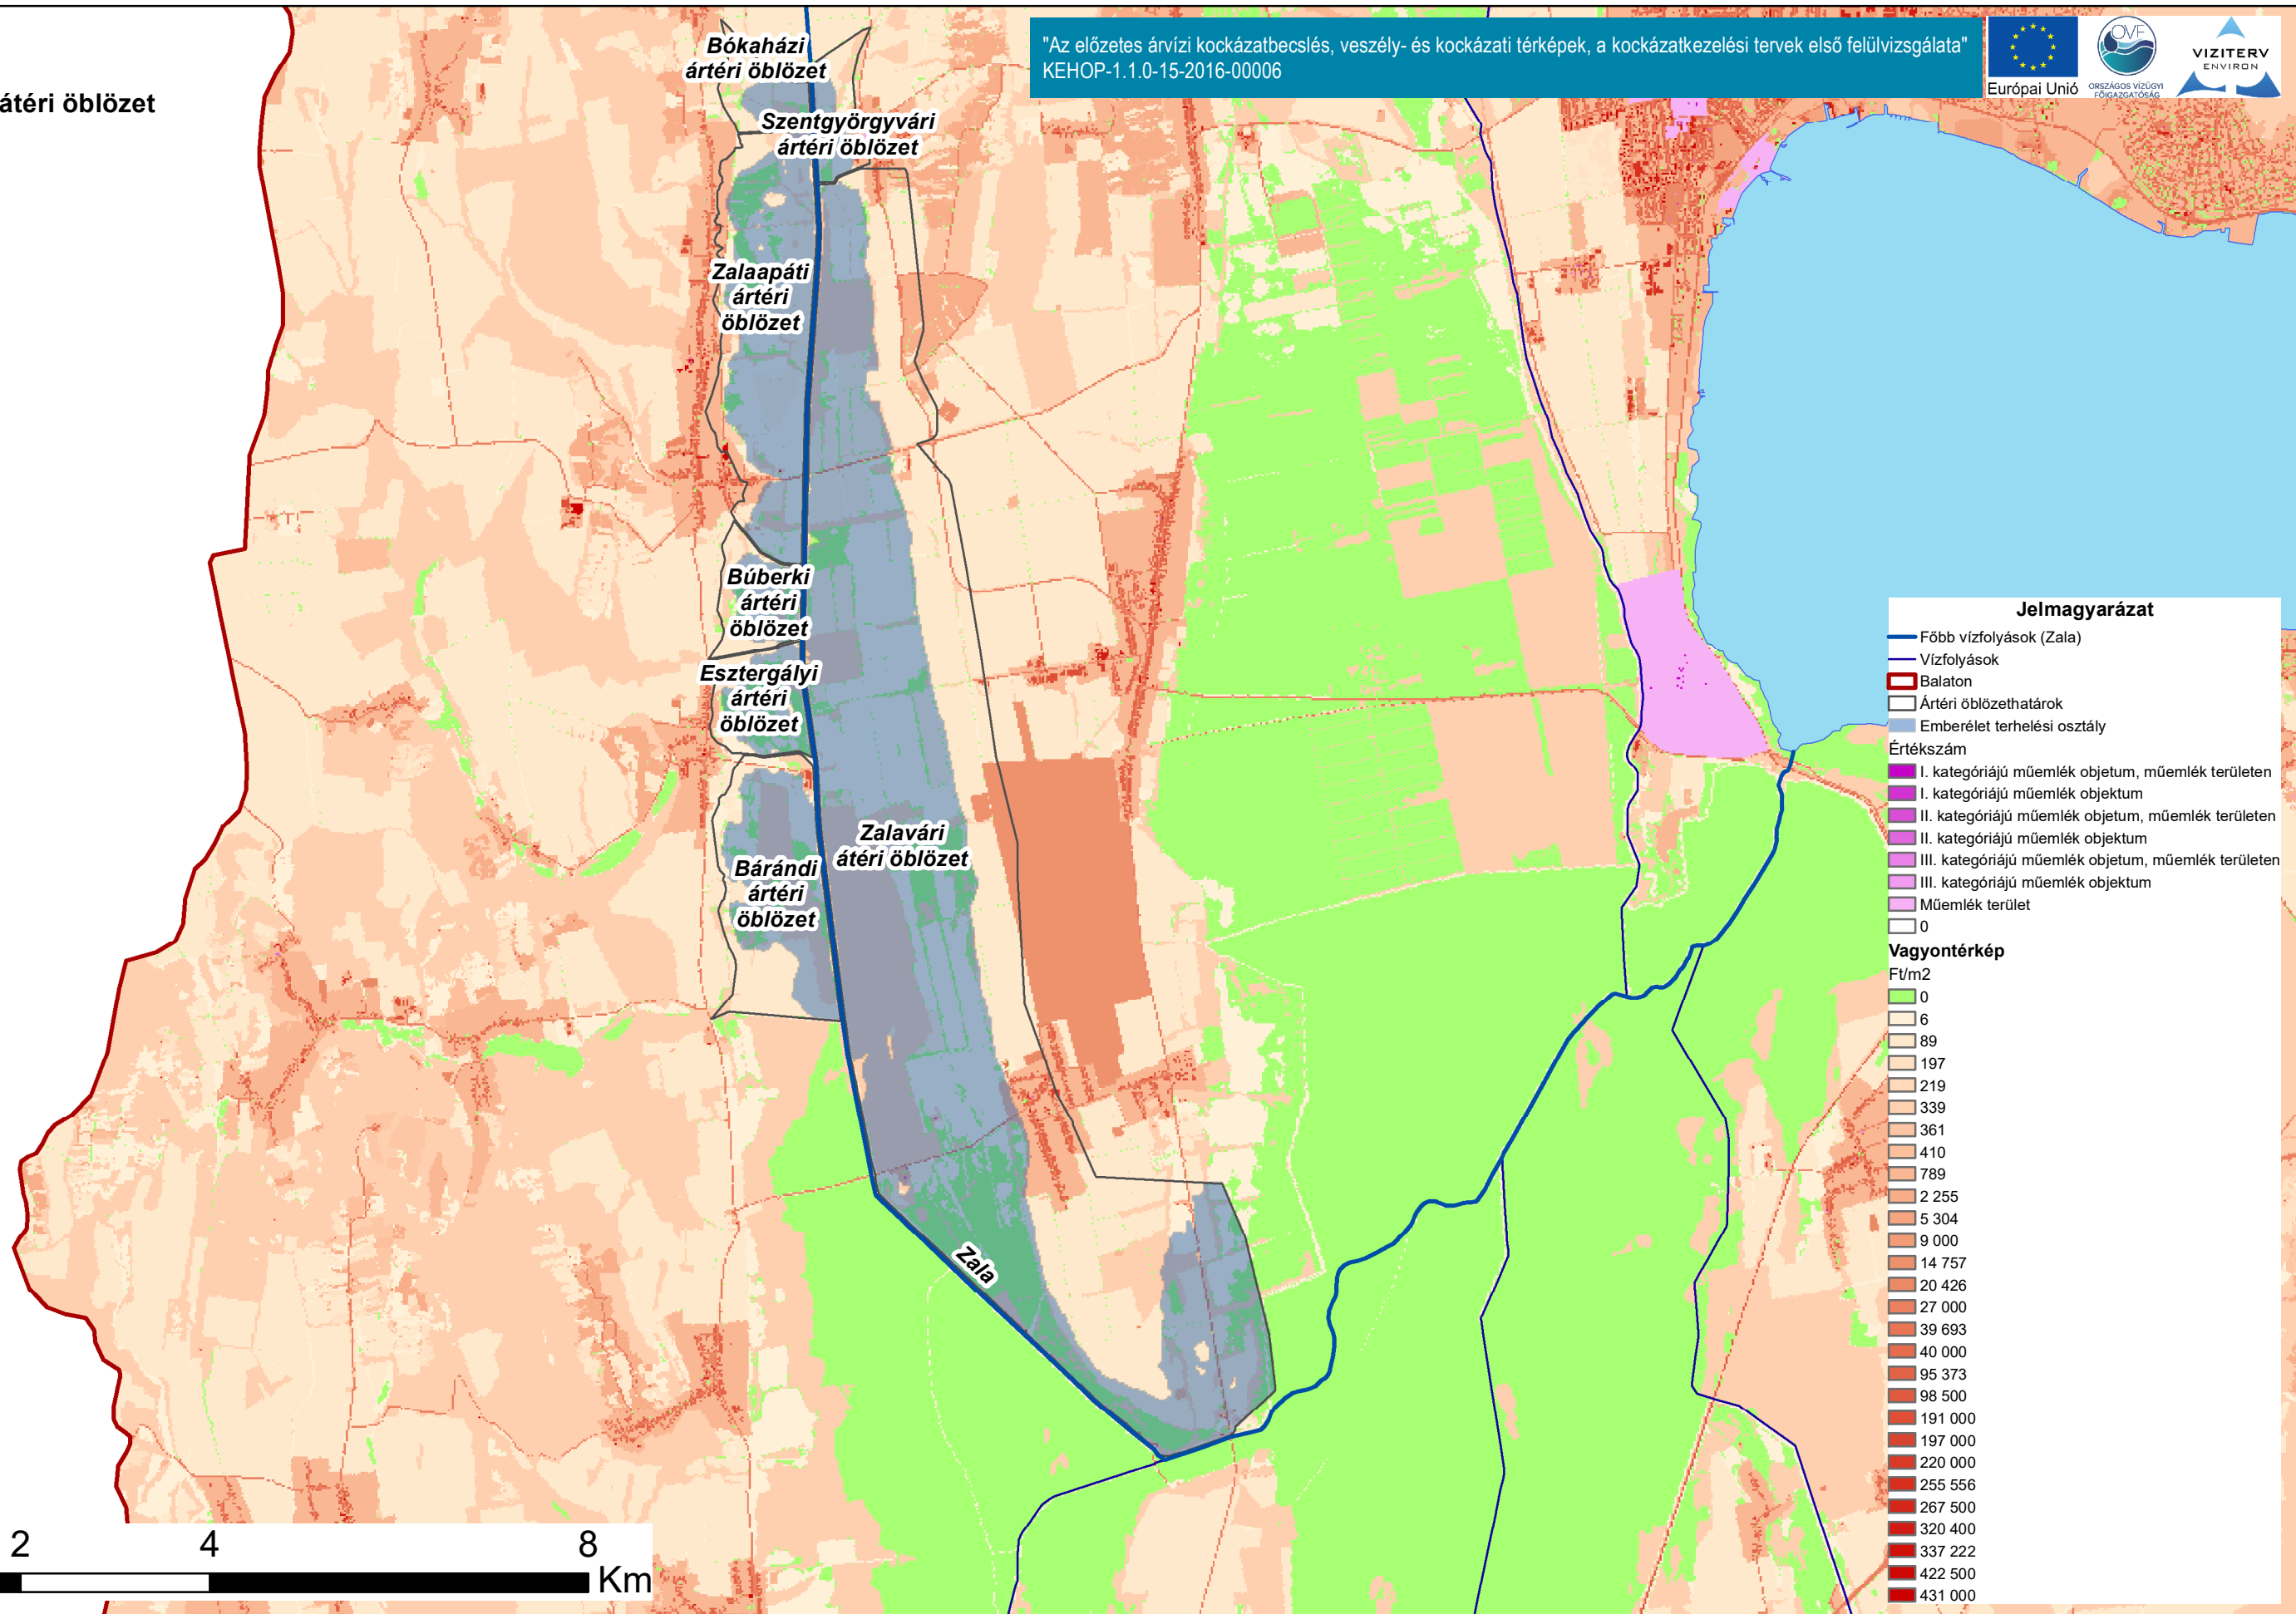 átéri öblözet
"Az előzetes árvízi kockázatbecslés, veszély- és kockázati térképek, a kockázatkezelési tervek első felülvizsgálata"
KEHOP-1.1.0-15-2016-00006
Európai Unió
OVF
ORSZÁGOS VÍZÜGYI
FŐIGAZGATÓSÁG
VIZITERV
ENVIRON
Bókaházi
ártéri öblözet
Szentgyörgyvári
ártéri öblözet
Zalaapáti
ártéri
öblözet
Búberki
ártéri
öblözet
Esztergályi
ártéri
öblözet
Zalavári
átéri öblözet
Bárándi
ártéri
öblözet
Zala
Jelmagyarázat
Főbb vízfolyások (Zala)
Vízfolyások
Balaton
Ártéri öblözethatárok
Emberélet terhelési osztály
Értékszám
I. kategóriájú műemlék objetum, műemlék területen
I. kategóriájú műemlék objektum
II. kategóriájú műemlék objetum, műemlék területen
II. kategóriájú műemlék objektum
III. kategóriájú műemlék objetum, műemlék területen
III. kategóriájú műemlék objektum
Műemlék terület
0
Vagyontérkép
Ft/m2
0
6
89
197
219
339
361
410
789
2 255
5 304
9 000
14 757
20 426
27 000
39 693
40 000
95 373
98 500
191 000
197 000
220 000
255 556
267 500
320 400
337 222
422 500
431 000
2 4 8
Km